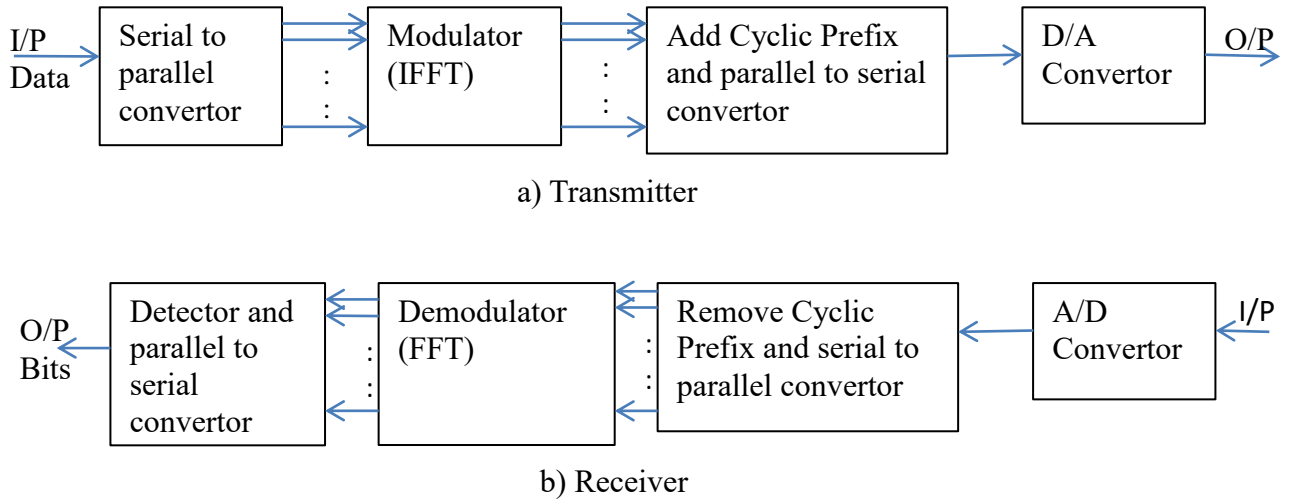 I/P
Data
Serial to
parallel
convertor
:
:
Modulator
(IFFT)
:
:
Add Cyclic Prefix
and parallel to serial
convertor
D/A
Convertor
O/P
a) Transmitter
O/P
Bits
Detector and
parallel to
serial
convertor
:
:
Demodulator
(FFT)
:
:
Remove Cyclic
Prefix and serial to
parallel convertor
A/D
Convertor
I/P
b) Receiver